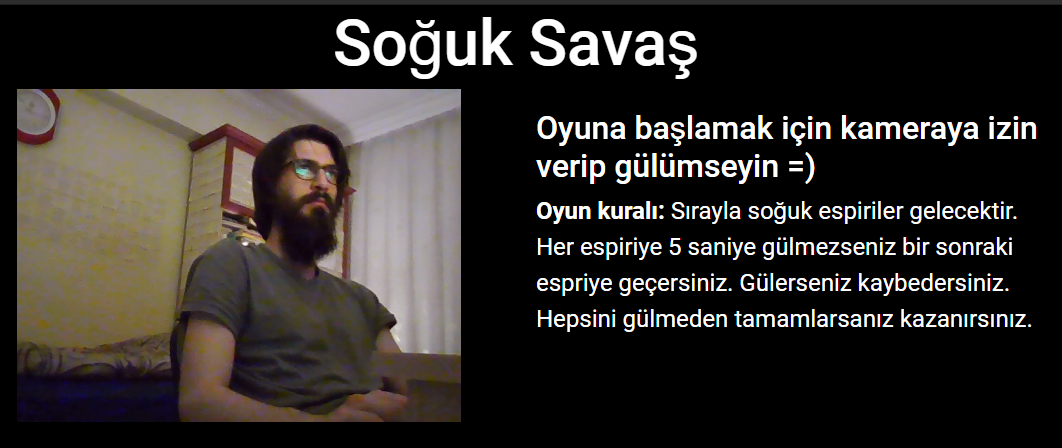 Soğuk Savaş
Oyuna başlamak için kameraya izin
verip gülümseyin =)
Oyun kuralı: Sırayla soğuk espiriler gelecektir.
Her espiriye 5 saniye gülmezseniz bir sonraki
espriye geçersiniz. Gülerseniz kaybedersiniz.
Hepsini gülmeden tamamlarsanız kazanırsınız.